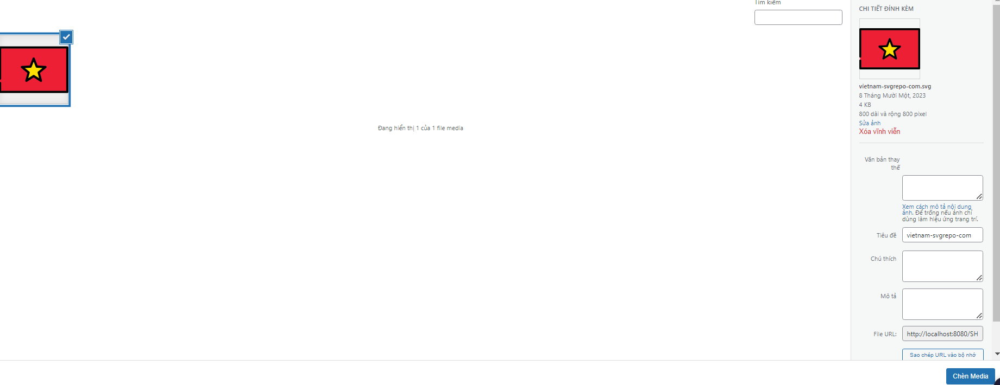 Tìm kiếm
CHI TIẾT ĐÍNH KÈM
vietnam-svgrepo-com.svg
8 Tháng Mười Một, 2023
4 KB
800 dài và rộng 800 pixel
Sửa ảnh
Xóa vĩnh viễn
Đang hiển thị 1 của 1 file media
Văn bản thay
thế
Xem cách mô tả nội dung
ảnh. Để trống nếu ảnh chỉ
dùng làm hiệu ứng trang trí.
Tiêu đề
vietnam-svgrepo-com
Chú thích
Mô tả
File URL:
http://localhost:8080/SH
Sao chép URL vào bộ nhớ
Chèn Media